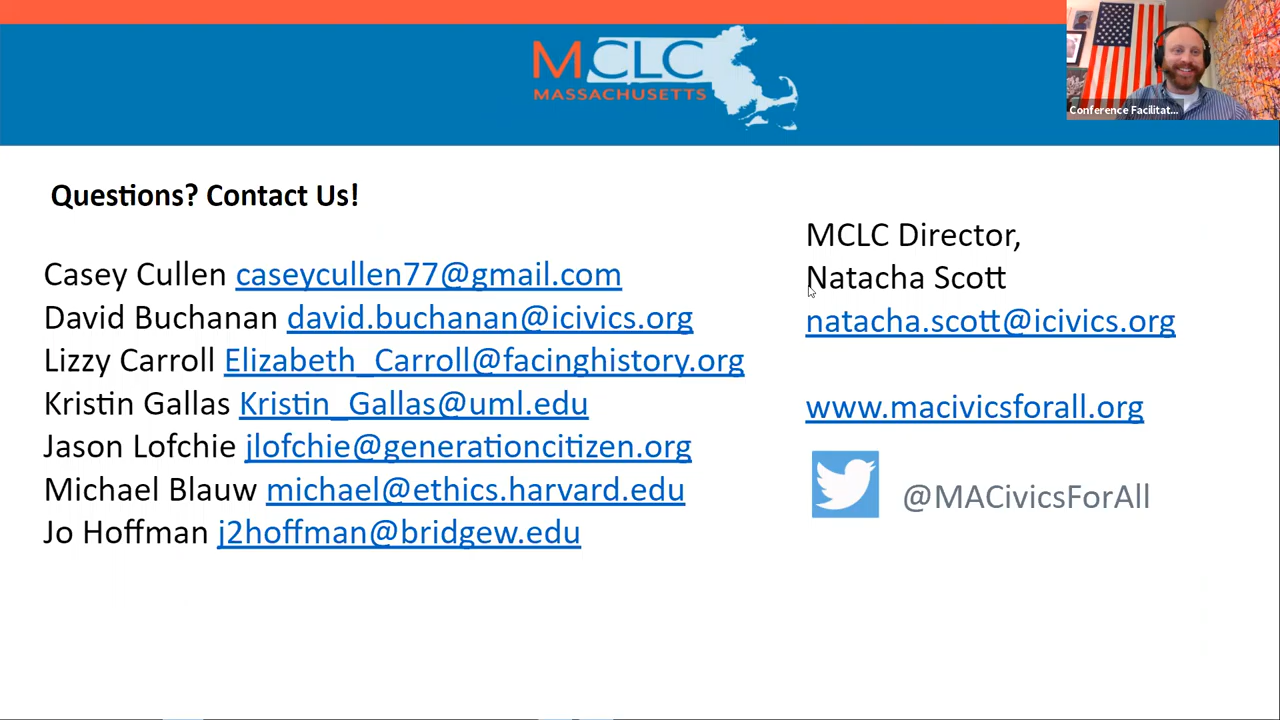 MCLC
MASSACHUSETTS
Conference Facilitat...
Questions? Contact Us!
Casey Cullen caseycullen77@gmail.com
David Buchanan david.buchanan@icivics.org
Lizzy Carroll Elizabeth_Carroll@facinghistory.org
Kristin Gallas Kristin_Gallas@uml.edu
Jason Lofchie jlofchie@generationcitizen.org
Michael Blauw michael@ethics.harvard.edu
Jo Hoffman j2hoffman@bridgew.edu
MCLC Director,
Natacha Scott
natacha.scott@icivics.org
www.macivicsforall.org
@MACivicsForAll